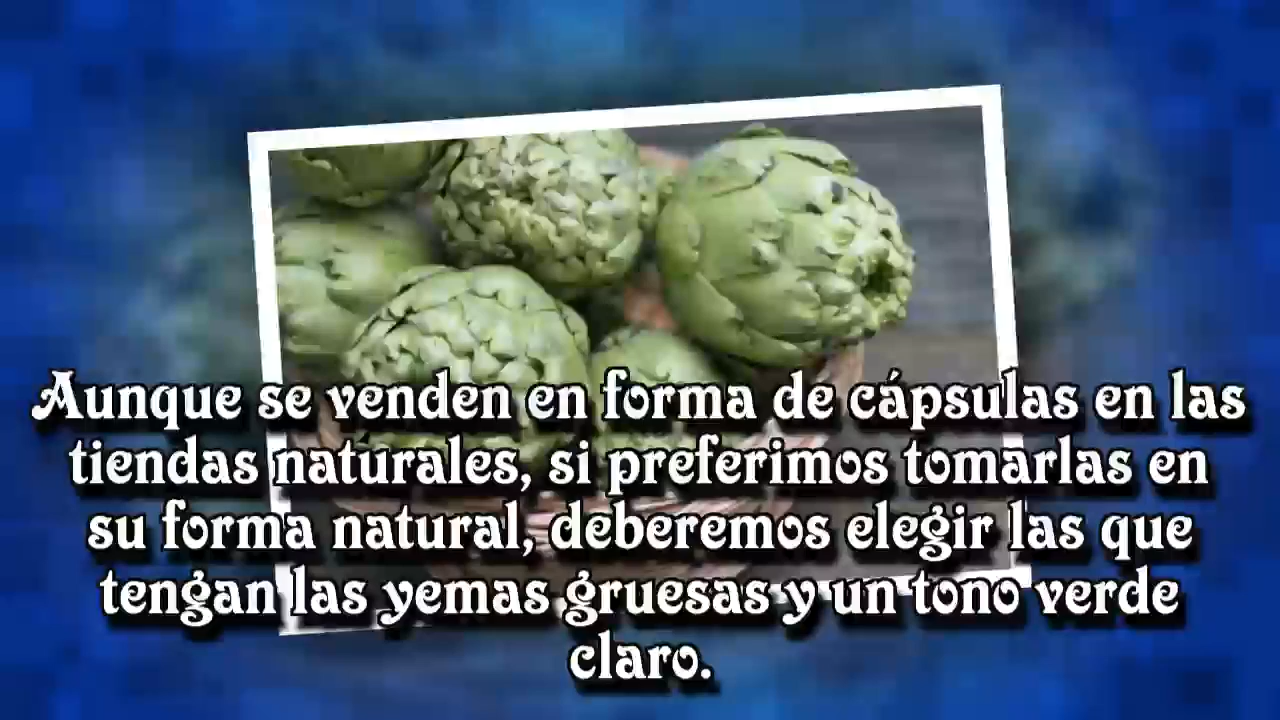 Aunque se venden en forma de cápsulas en las
tiendas naturales, si preferimos tomarlas en
su forma natural, deberemos elegir las que
tengan las yemas gruesas y un tono verde
claro.